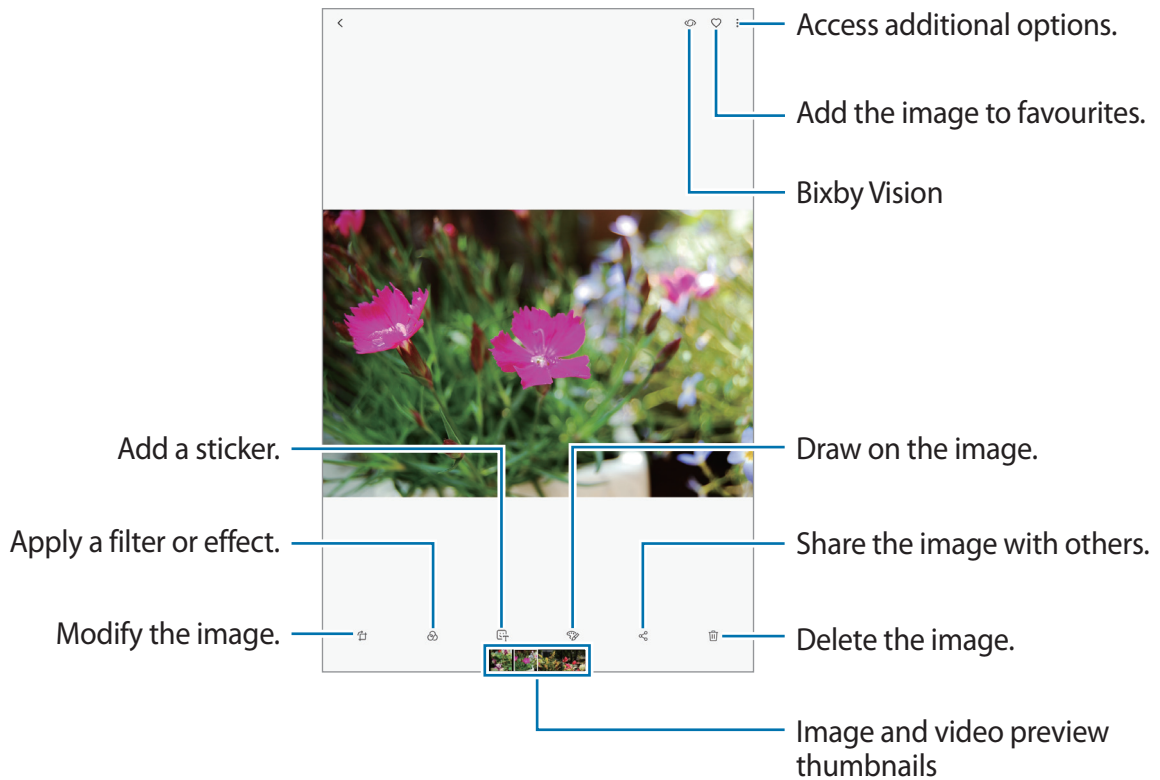 Access additional options.
Add the image to favourites.
Bixby Vision
Add a sticker.
Draw on the image.
Apply a filter or effect.
Share the image with others.
Modify the image.
Delete the image.
Image and video preview
thumbnails